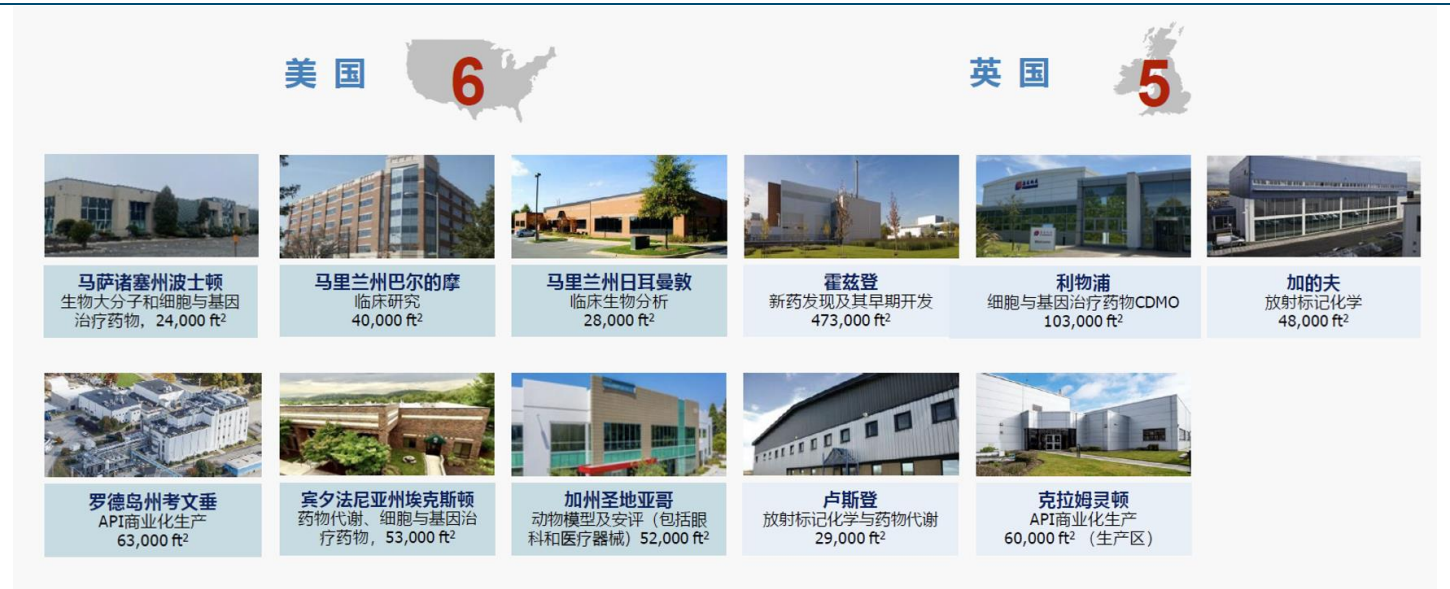 美国
6
英国
5
马萨诸塞州波士顿
生物大分子和细胞与基因
治疗药物，24,000 ft²
马里兰州巴尔的摩
临床研究
40,000 ft²
马里兰州日耳曼敦
临床生物分析
28,000 ft²
霍兹登
新药发现及其早期开发
473,000 ft²
利物浦
细胞与基因治疗药物CDMO
103,000 ft²
加的夫
放射标记化学
48,000 ft²
罗德岛州考文垂
API商业化生产
63,000 ft²
宾夕法尼亚州埃克斯顿
药物代谢、细胞与基因治
疗药物，53,000 ft²
加州圣地亚哥
动物模型及安评（包括眼
科和医疗器械）52,000 ft²
卢斯登
放射标记化学与药物代谢
29,000 ft²
克拉姆灵顿
API商业化生产
60,000 ft² （生产区）